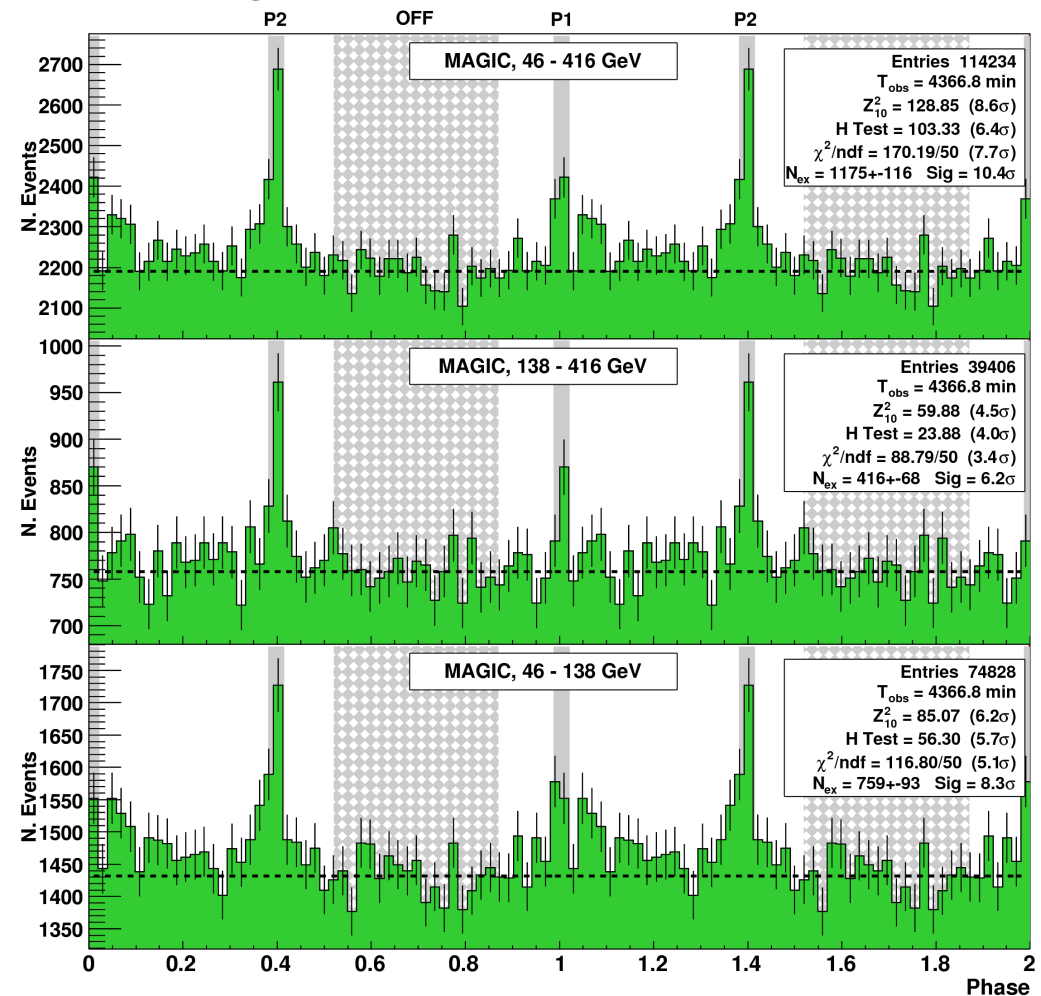 P2 OFF P1 P2
MAGIC, 46 - 416 GeV
Entries 114234
T_obs = 4366.8 min
Z²₁₀ = 128.85 (8.6σ)
H Test = 103.33 (6.4σ)
χ²/ndf = 170.19/50 (7.7σ)
N_ex = 1175+-116 Sig = 10.4σ
N. Events
2700
2600
2500
2400
2300
2200
2100
MAGIC, 138 - 416 GeV
Entries 39406
T_obs = 4366.8 min
Z²₁₀ = 59.88 (4.5σ)
H Test = 23.88 (4.0σ)
χ²/ndf = 88.79/50 (3.4σ)
N_ex = 416+-68 Sig = 6.2σ
N. Events
1000
950
900
850
800
750
700
MAGIC, 46 - 138 GeV
Entries 74828
T_obs = 4366.8 min
Z²₁₀ = 85.07 (6.2σ)
H Test = 56.30 (5.7σ)
χ²/ndf = 116.80/50 (5.1σ)
N_ex = 759+-93 Sig = 8.3σ
N. Events
1750
1700
1650
1600
1550
1500
1450
1400
1350
0 0.2 0.4 0.6 0.8 1 1.2 1.4 1.6 1.8 2
Phase